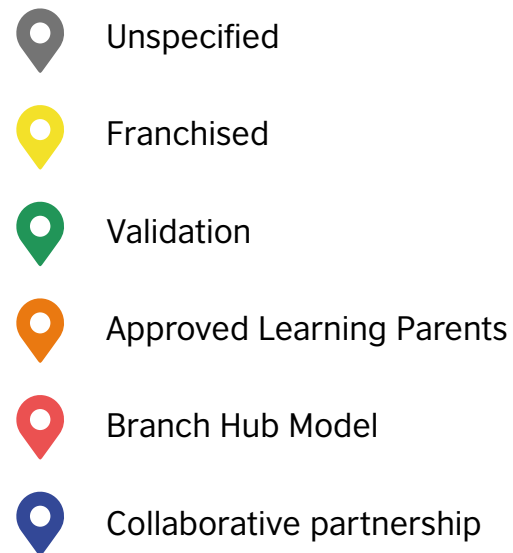 Unspecified
Franchised
Validation
Approved Learning Parents
Branch Hub Model
Collaborative partnership